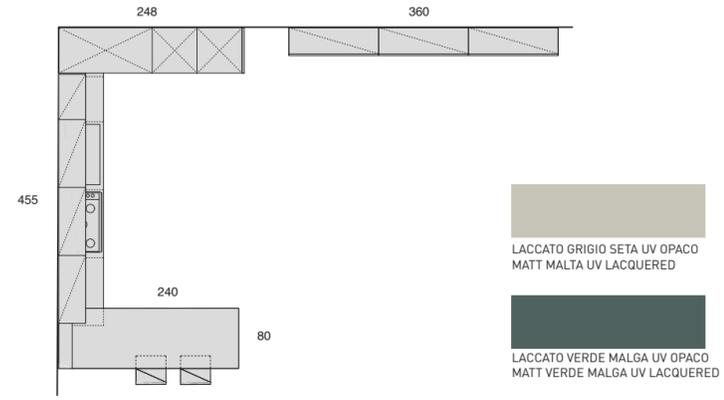 248
360
455
240
80
LACCATO GRIGIO SETA UV OPACO
MATT MALTA UV LACQUERED
LACCATO VERDE MALGA UV OPACO
MATT VERDE MALGA UV LACQUERED